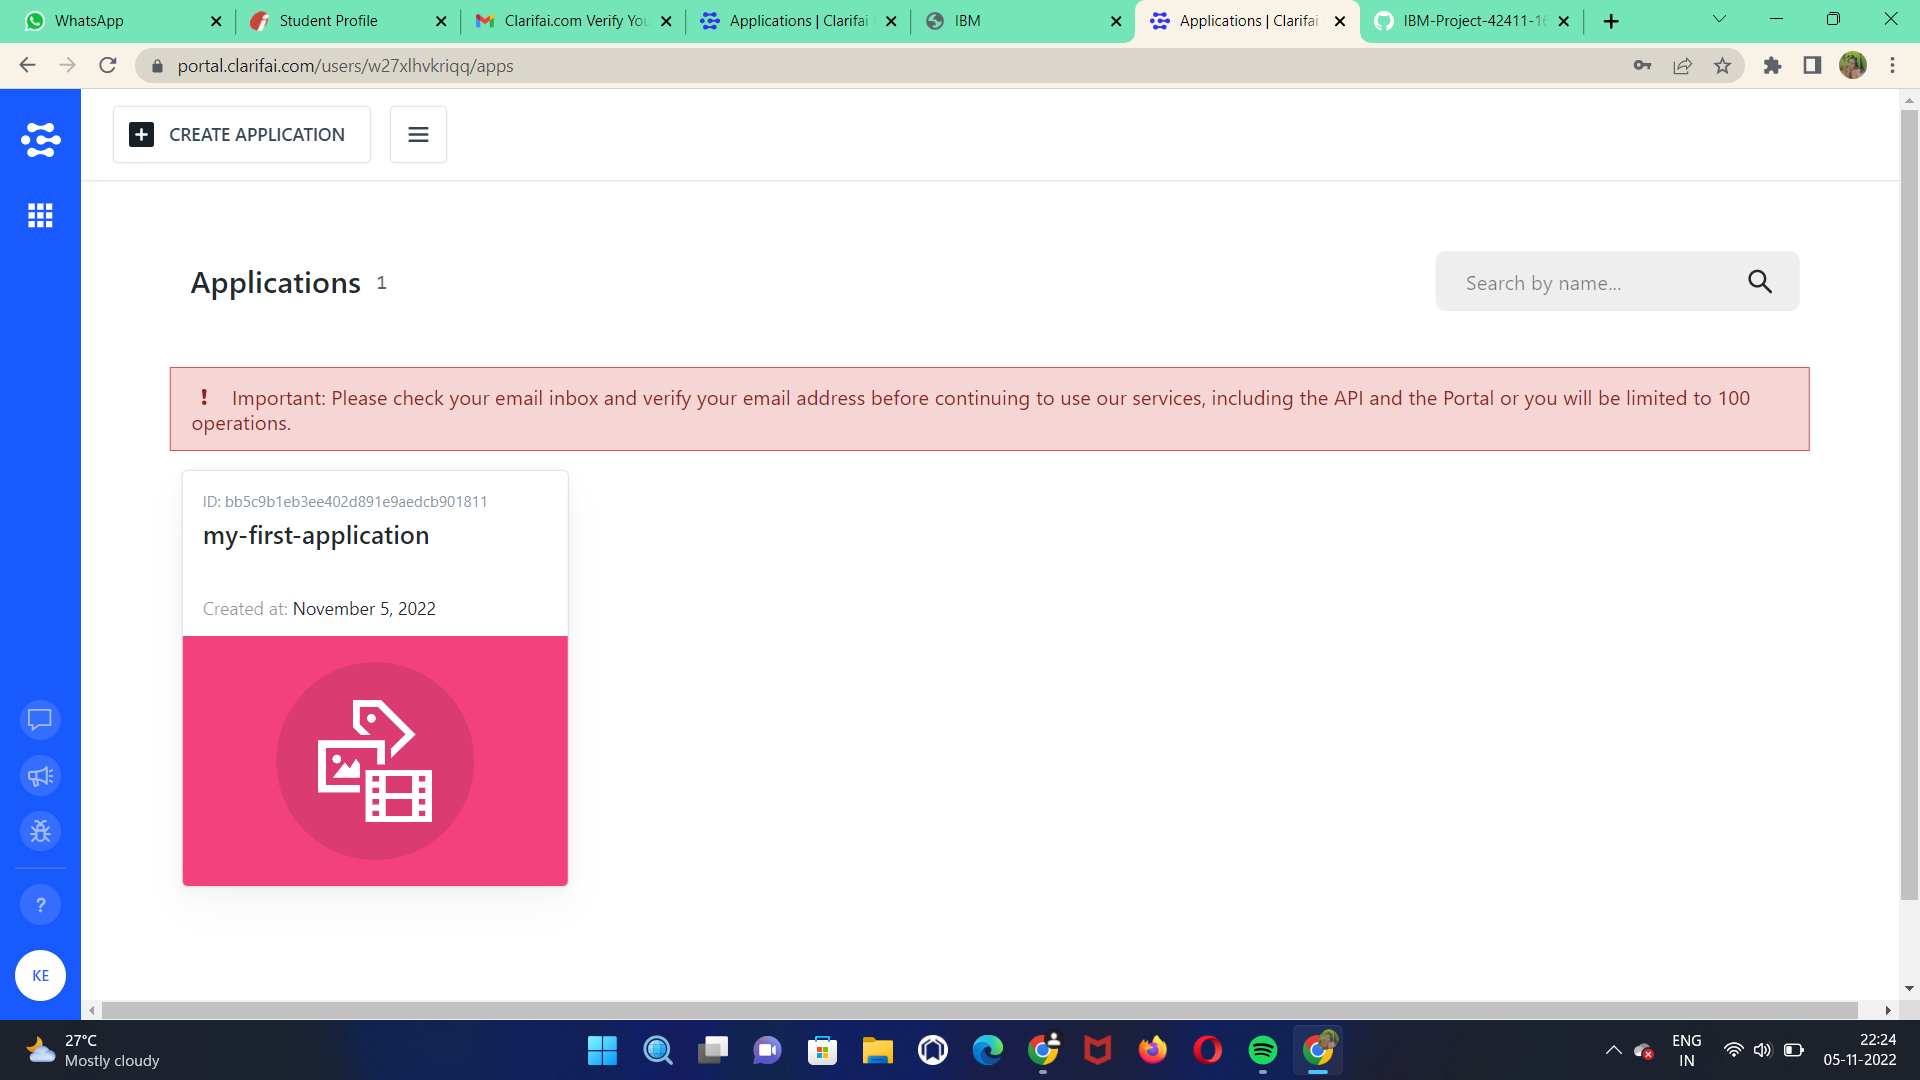 WhatsApp
Student Profile
Clarifai.com Verify You
Applications | Clarifai
IBM
Applications | Clarifai
IBM-Project-42411-16
portal.clarifai.com/users/w27xlhvkriqq/apps
CREATE APPLICATION
Applications 1
Search by name...
! Important: Please check your email inbox and verify your email address before continuing to use our services, including the API and the Portal or you will be limited to 100
operations.
ID: bb5c9b1eb3ee402d891e9aedcb901811
my-first-application
Created at: November 5, 2022
?
KE
27°C
Mostly cloudy
ENG
IN
22:24
05-11-2022